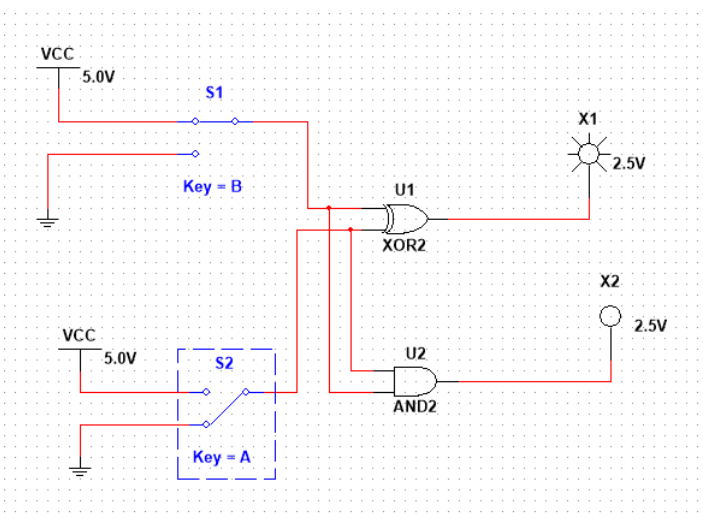 VCC
5.0V
S1
Key = B
X1
2.5V
U1
XOR2
X2
2.5V
VCC
5.0V
S2
Key = A
U2
AND2